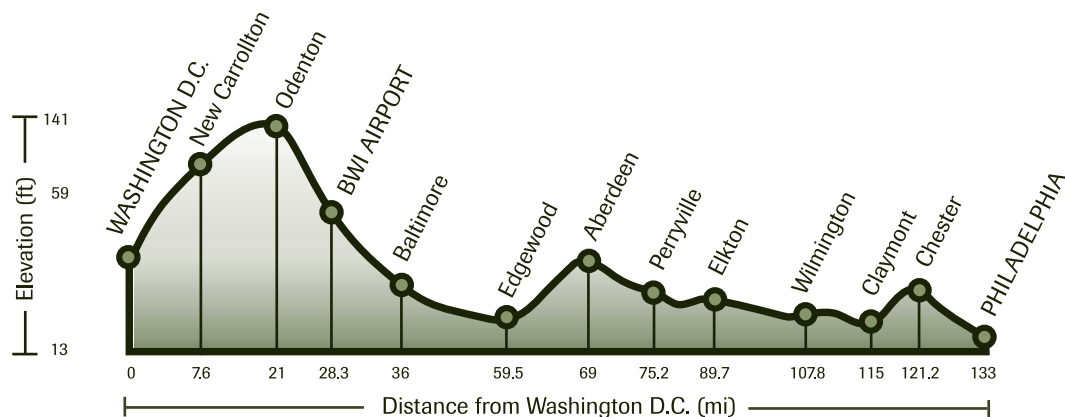 WASHINGTON D.C.
New Carrollton
Odenton
BWI AIRPORT
Baltimore
Edgewood
Aberdeen
Perryville
Elkton
Wilmington
Claymont
Chester
PHILADELPHIA
Elevation (ft)
141
59
13
0 7.6 21 28.3 36 59.5 69 75.2 89.7 107.8 115 121.2 133
Distance from Washington D.C. (mi)